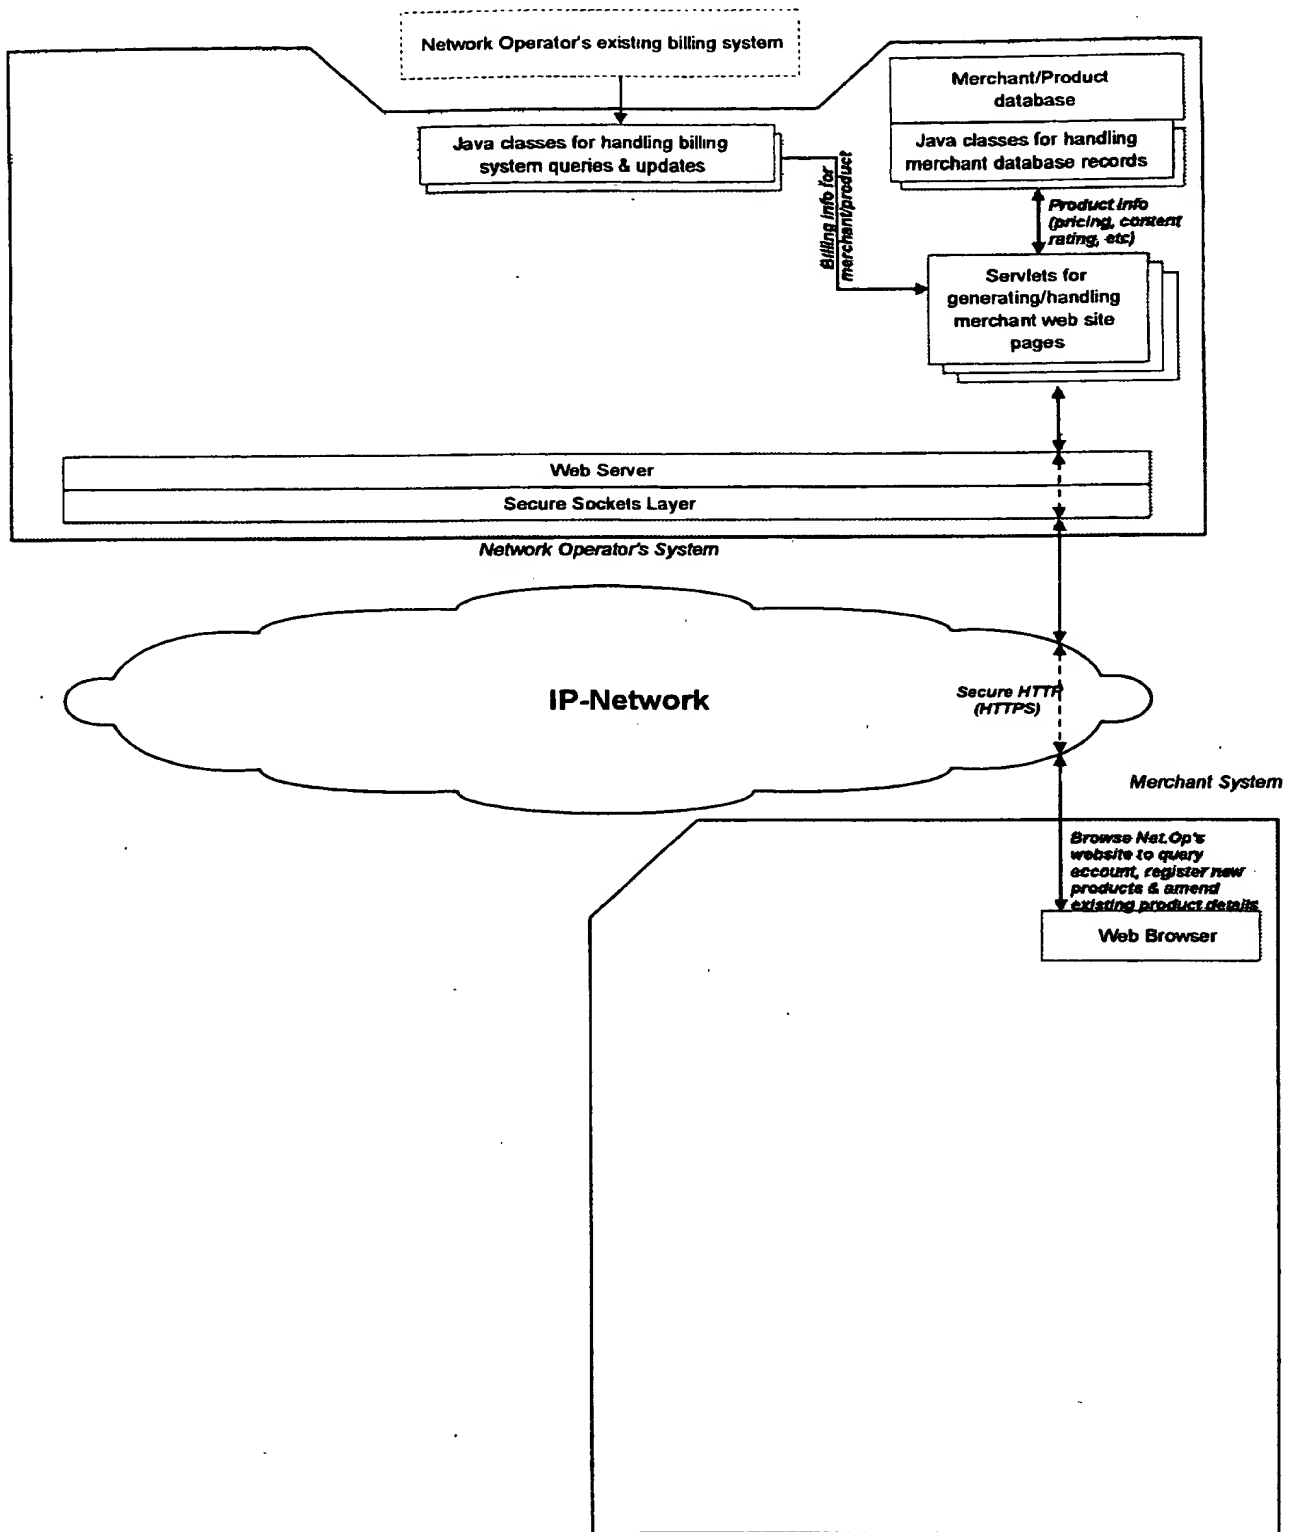 Network Operator's existing billing system
Merchant/Product
database
Java classes for handling billing
system queries & updates
Java classes for handling
merchant database records
Billing info for
merchant/product
Product info
(pricing, content
rating, etc)
Servlets for
generating/handling
merchant web site
pages
Web Server
Secure Sockets Layer
Network Operator's System
IP-Network
Secure HTTP
(HTTPS)
Merchant System
Browse Net.Op's
website to query
account, register new
products & amend
existing product details
Web Browser